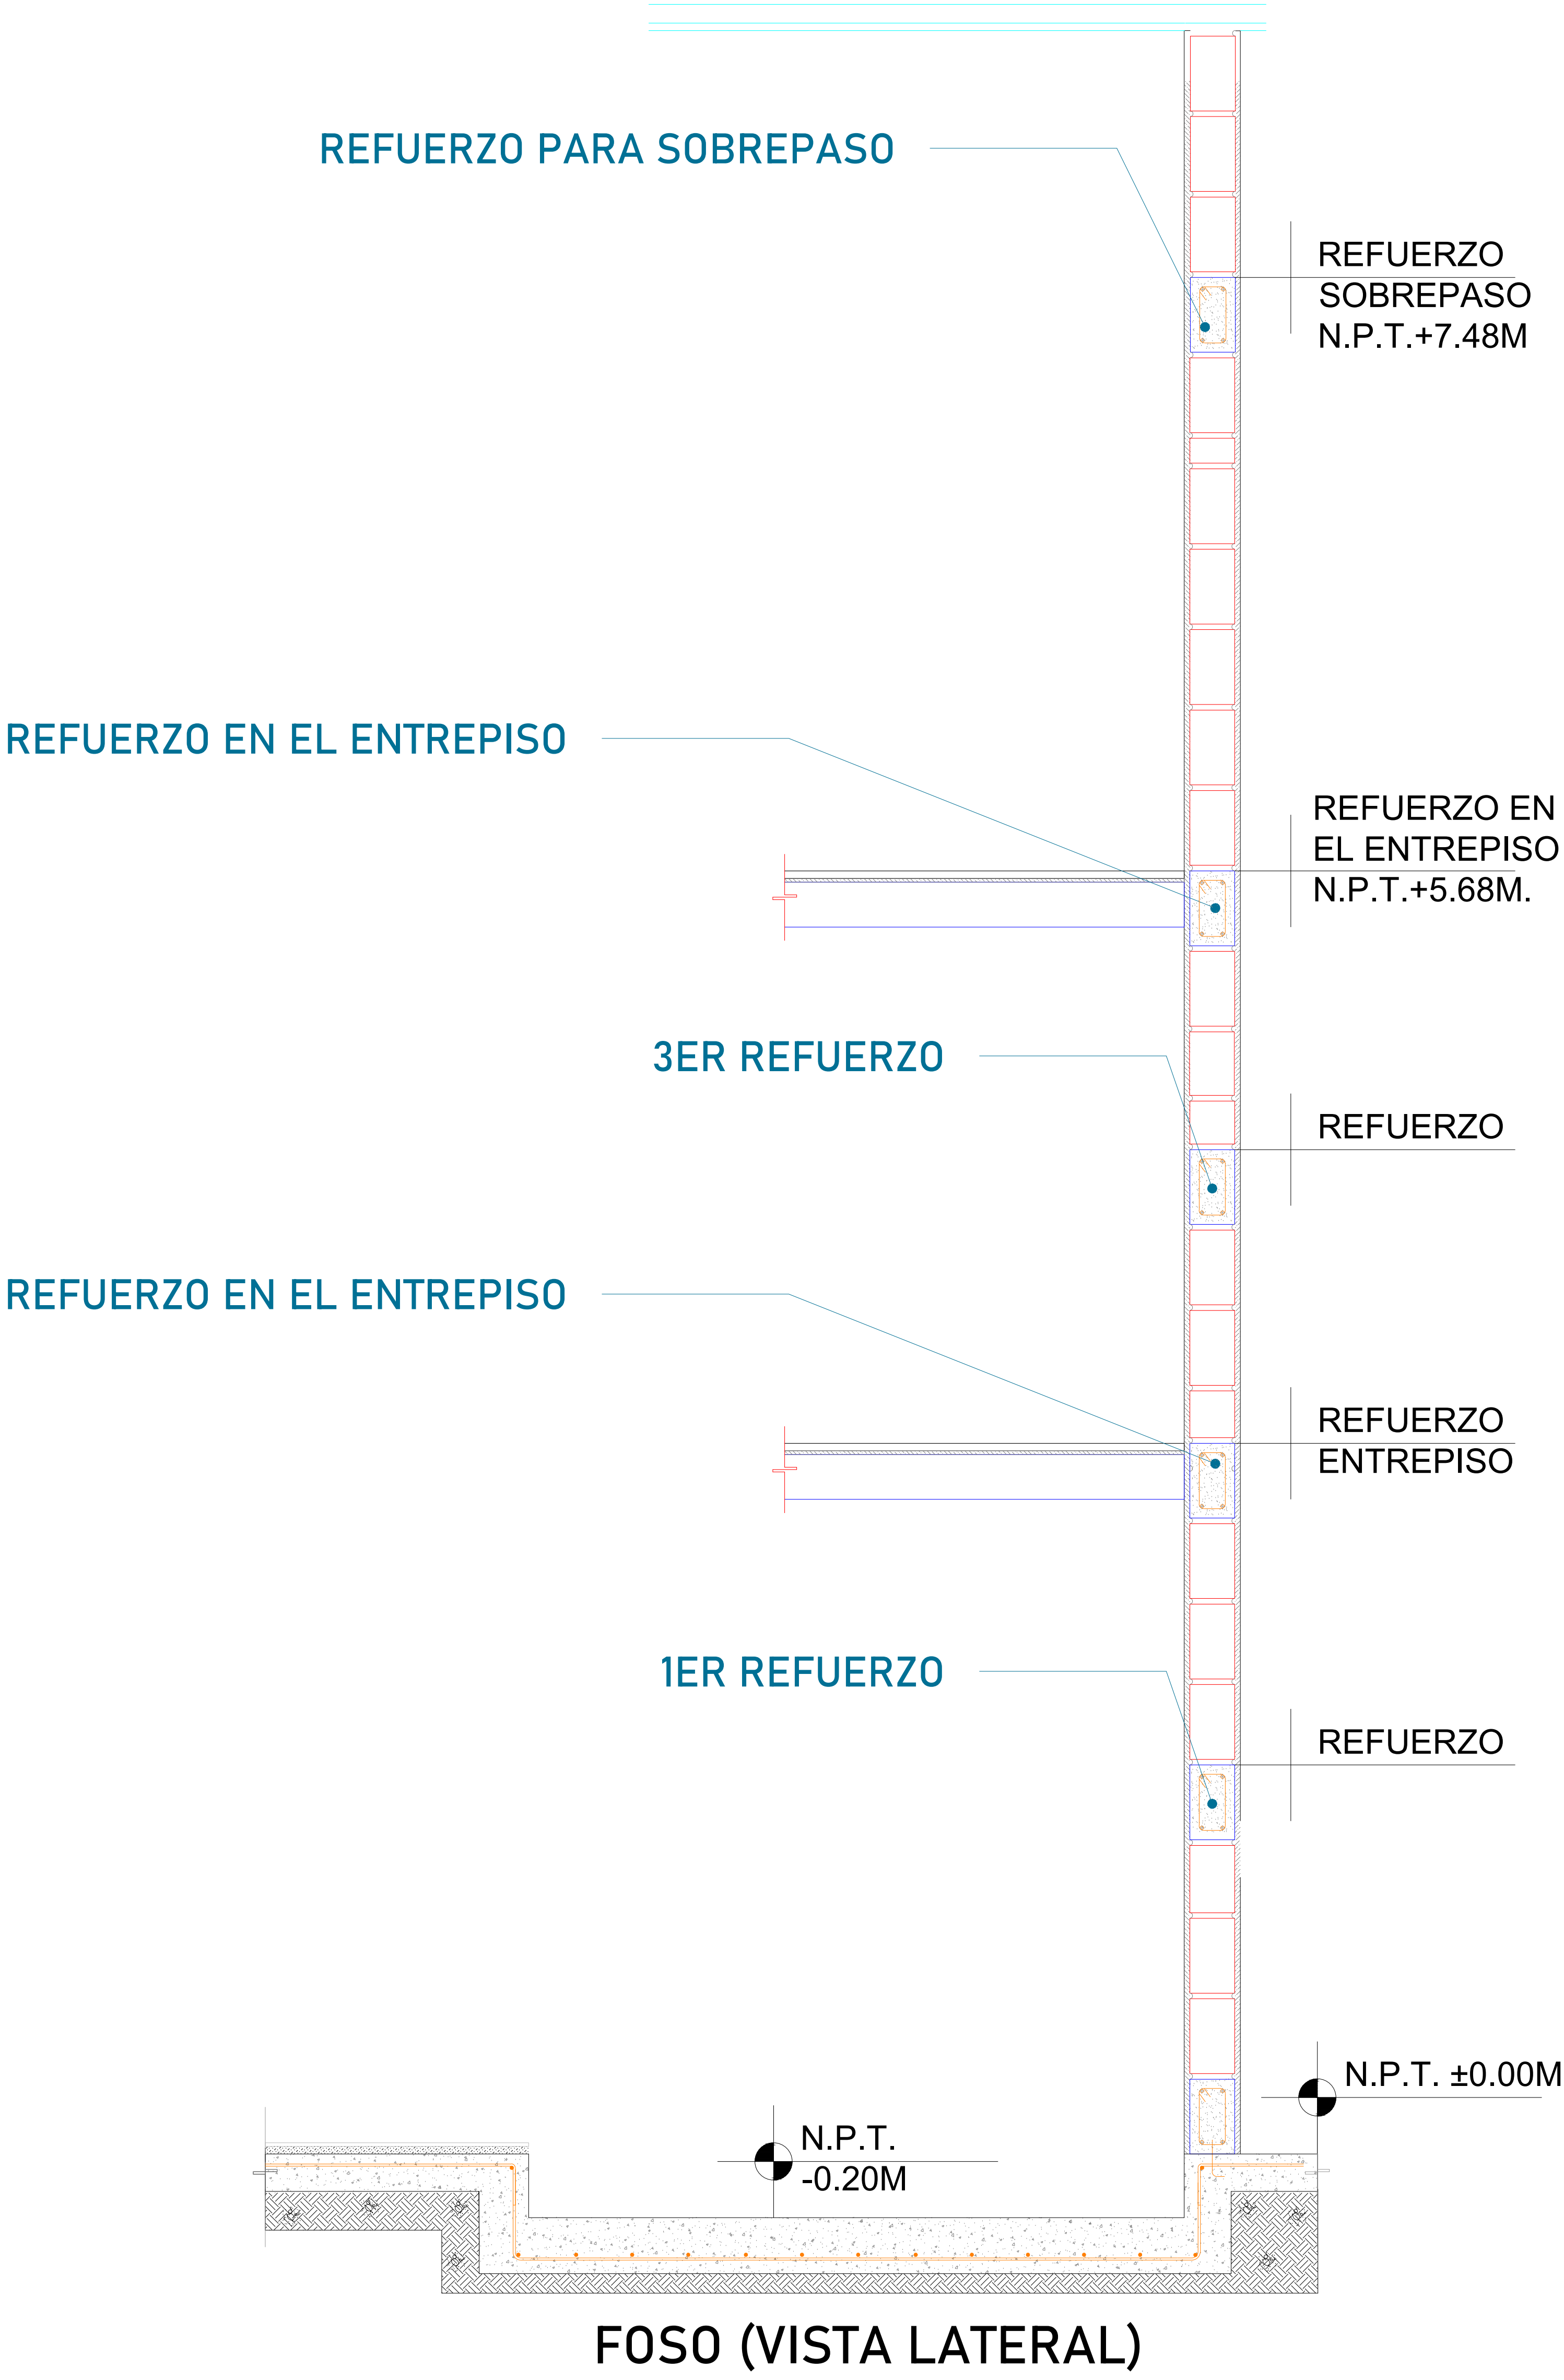 REFUERZO PARA SOBREPASO
REFUERZO
SOBREPASO
N.P.T.+7.48M
REFUERZO EN EL ENTREPISO
REFUERZO EN
EL ENTREPISO
N.P.T.+5.68M.
3ER REFUERZO
REFUERZO
REFUERZO EN EL ENTREPISO
REFUERZO
ENTREPISO
1ER REFUERZO
REFUERZO
N.P.T. ±0.00M
N.P.T.
-0.20M
FOSO (VISTA LATERAL)